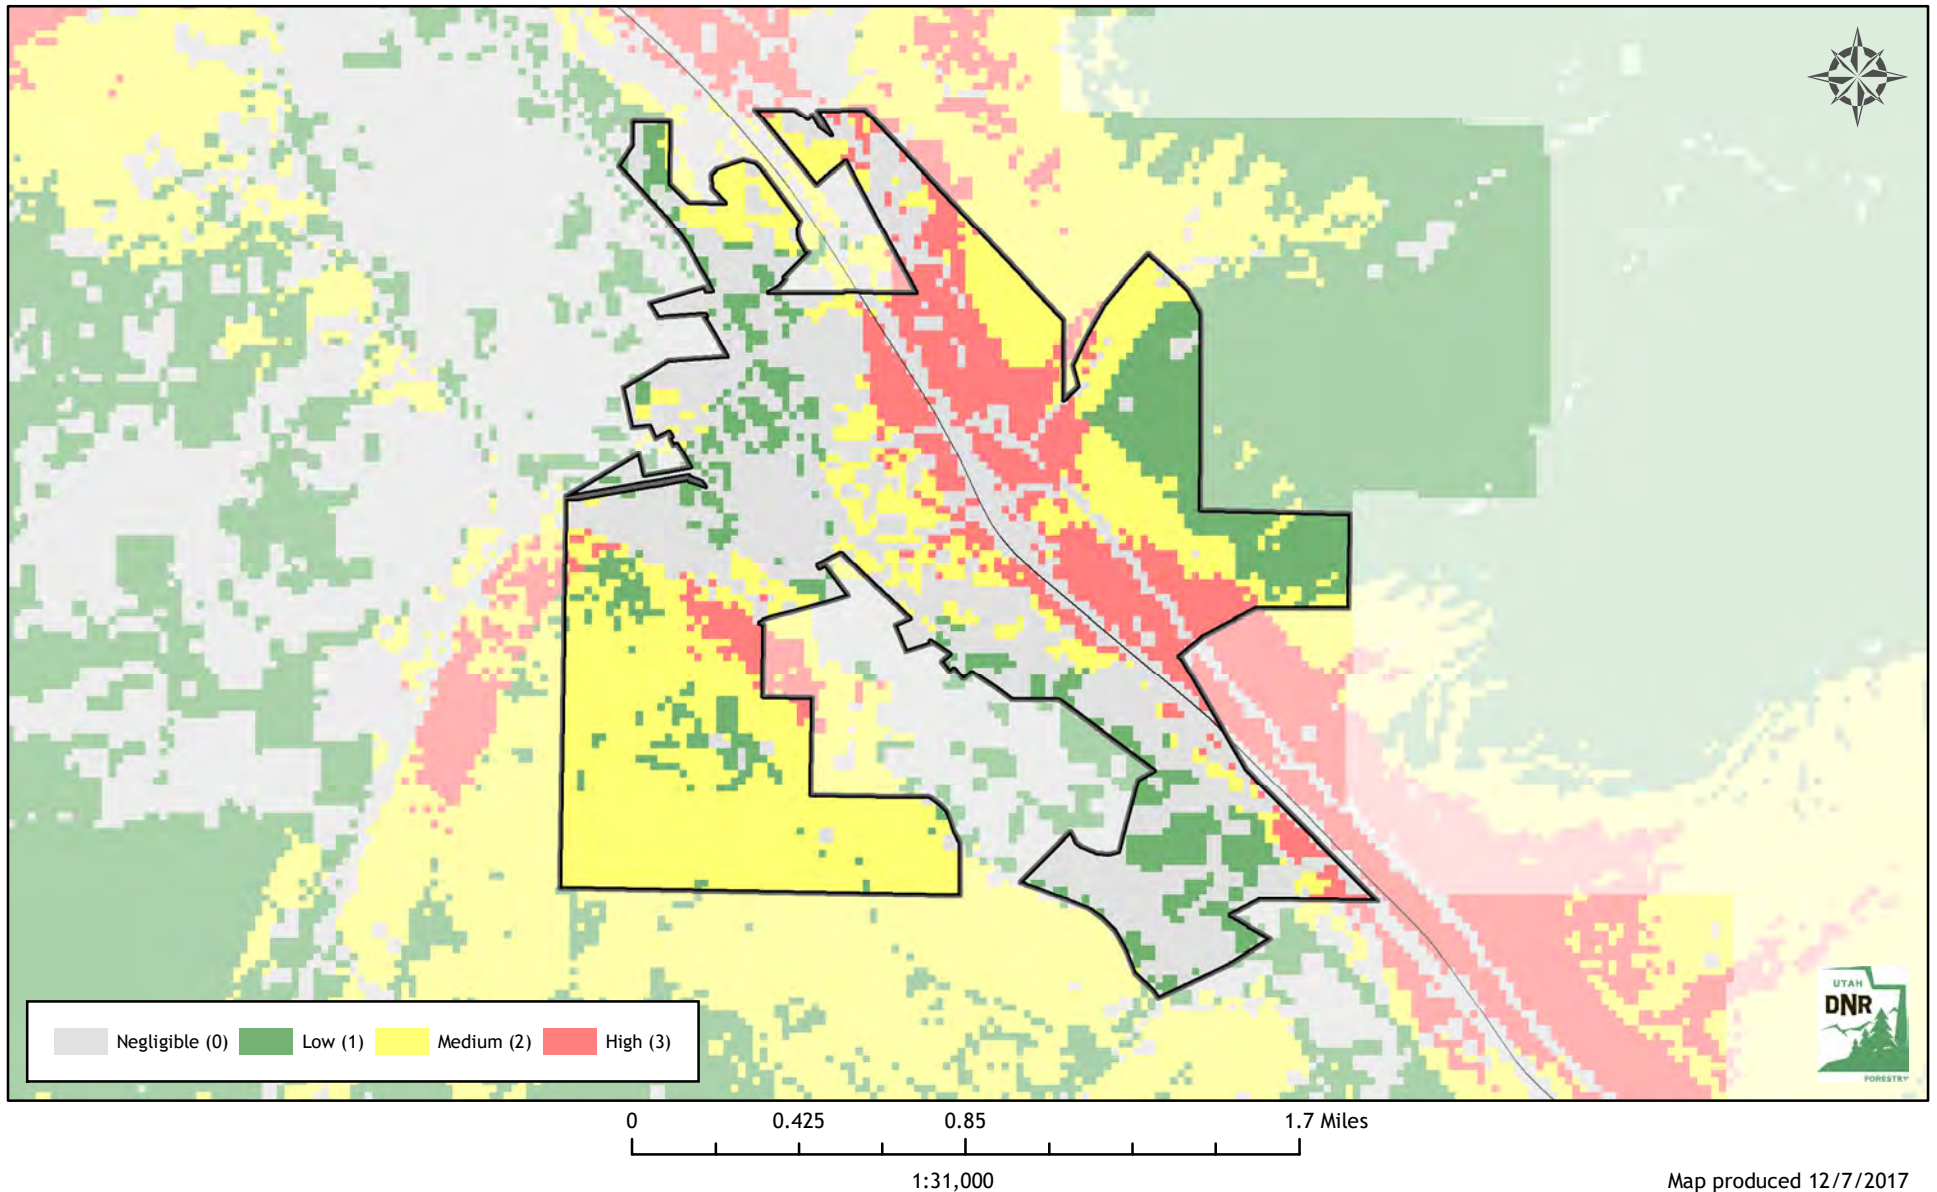 UTAH
DNR
FORESTRY
Negligible (0) Low (1) Medium (2) High (3)
0 0.425 0.85 1.7 Miles
1:31,000
Map produced 12/7/2017